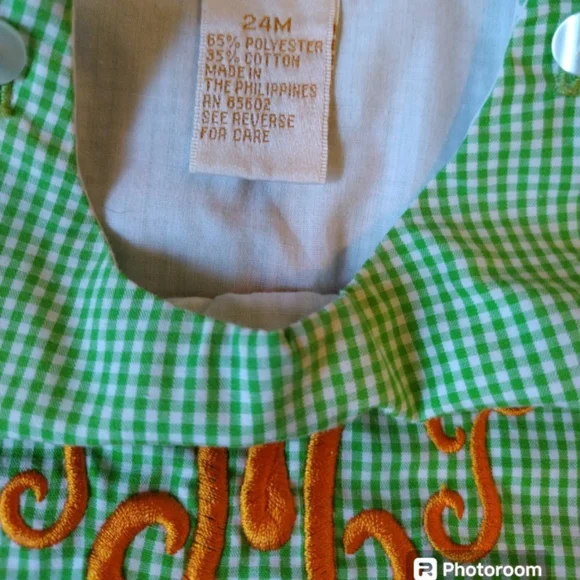 24M
65% POLYESTER
35% COTTON
MADE IN
THE PHILIPPINES
RN 65602
SEE REVERSE
FOR CARE
Photoroom